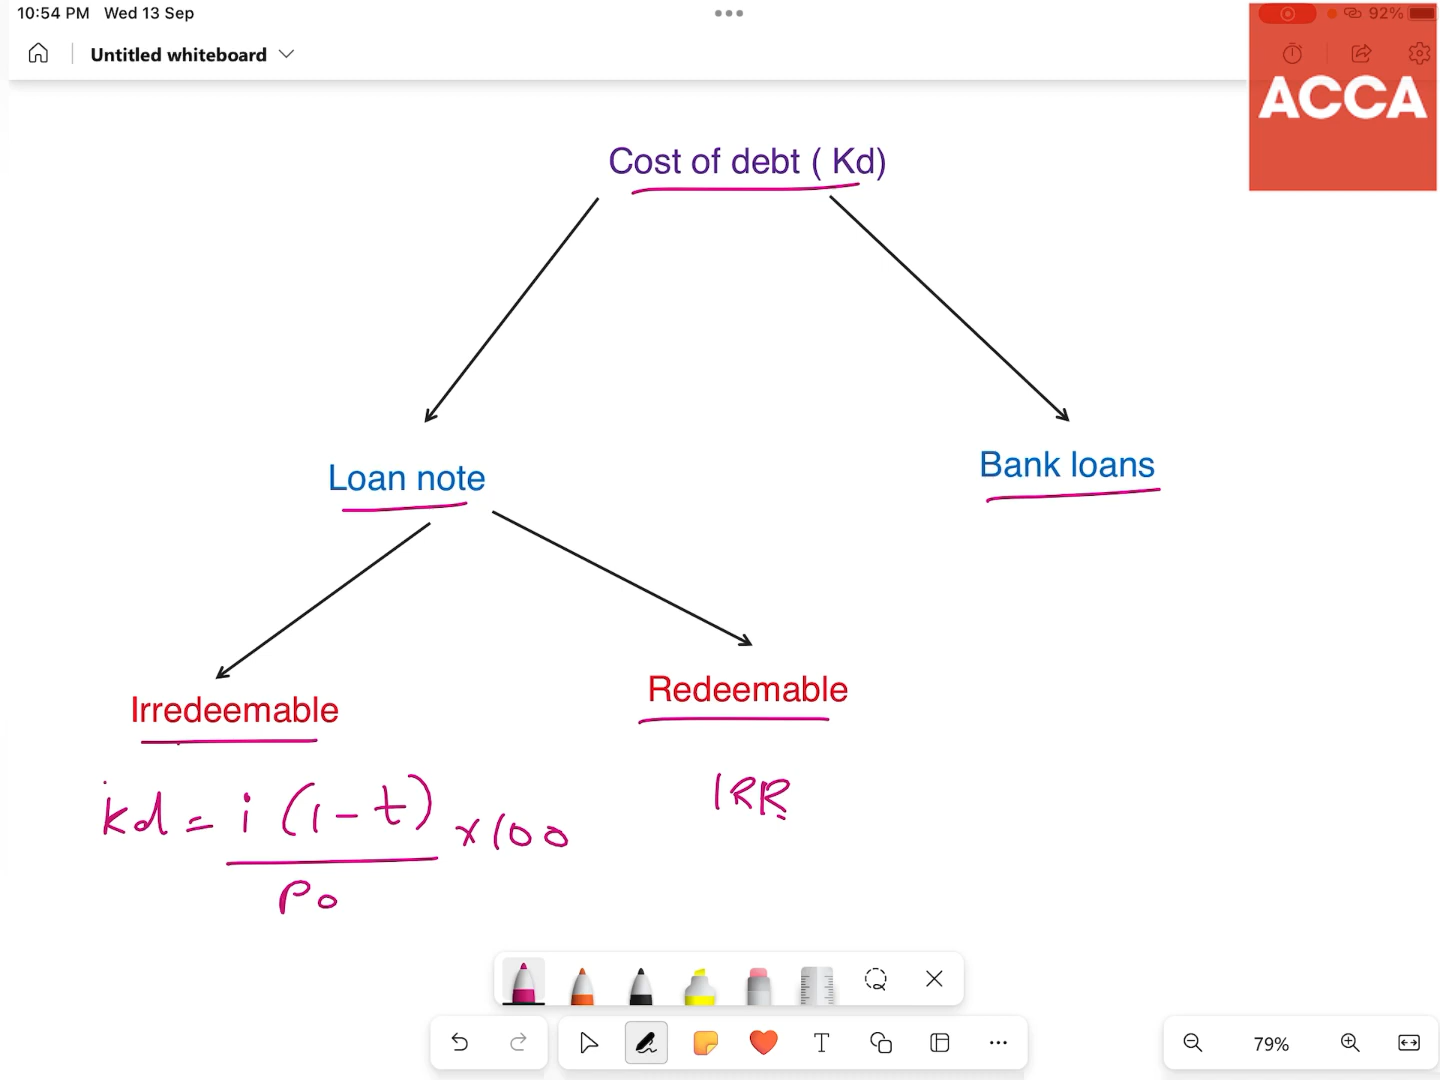 10:54 PM Wed 13 Sep
92%
Untitled whiteboard
ACCA
Cost of debt ( Kd)
Loan note
Bank loans
Irredeemable
Redeemable
kd = i (1 - t) x 100
Po
IRR
T
79%